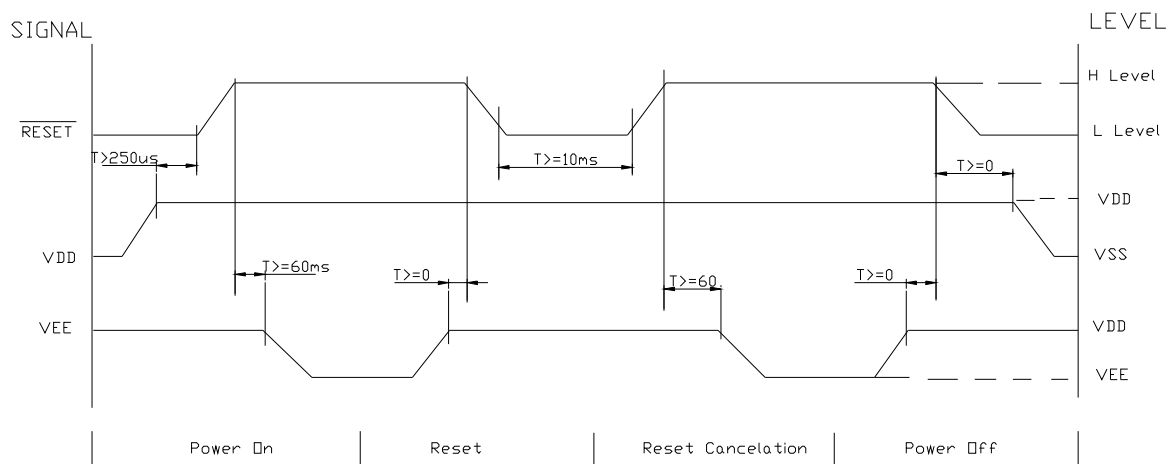 SIGNAL
LEVEL
H Level
RESET
L Level
T>250us
T>=10ms
T>=0
VDD
VDD
VSS
T>=60ms
T>=0
T>=60.
T>=0
VEE
VDD
VEE
Power On
Reset
Reset Cancelation
Power Off